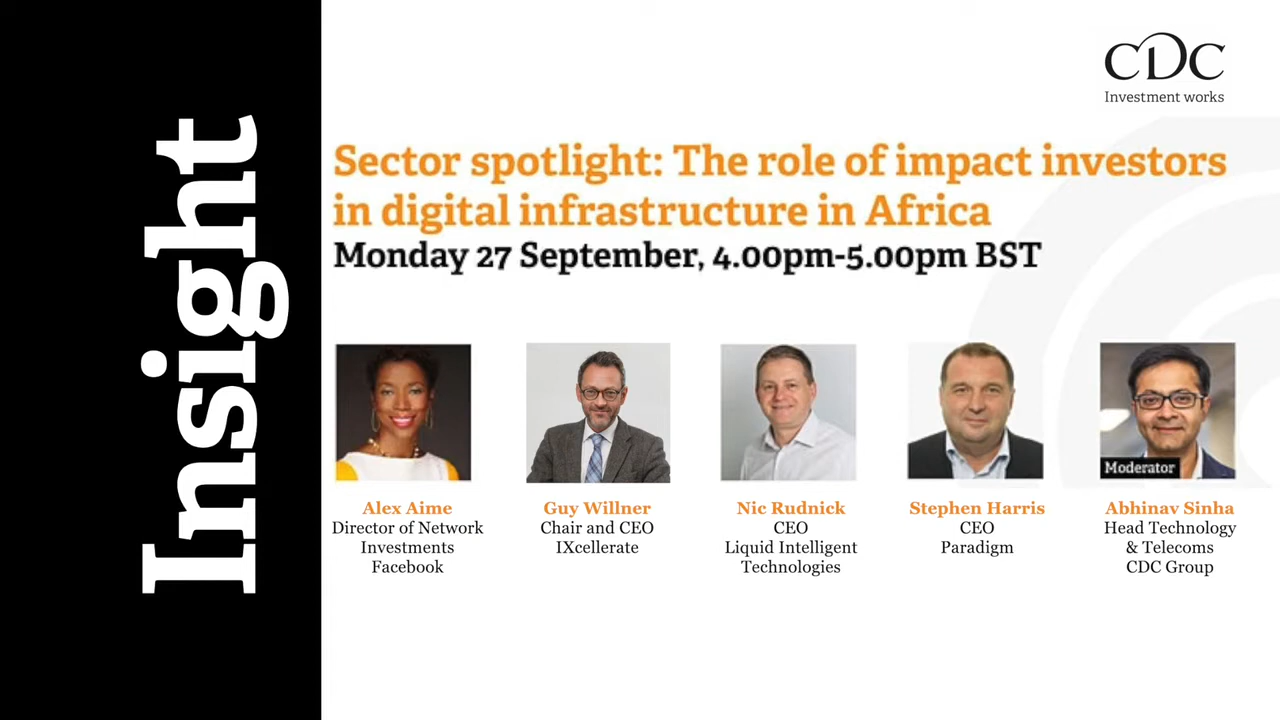 Insight
CDC
Investment works
Sector spotlight: The role of impact investors
in digital infrastructure in Africa
Monday 27 September, 4.00pm-5.00pm BST
Moderator
Alex Aime
Director of Network
Investments
Facebook
Guy Willner
Chair and CEO
IXcellerate
Nic Rudnick
CEO
Liquid Intelligent
Technologies
Stephen Harris
CEO
Paradigm
Abhinav Sinha
Head Technology
& Telecoms
CDC Group